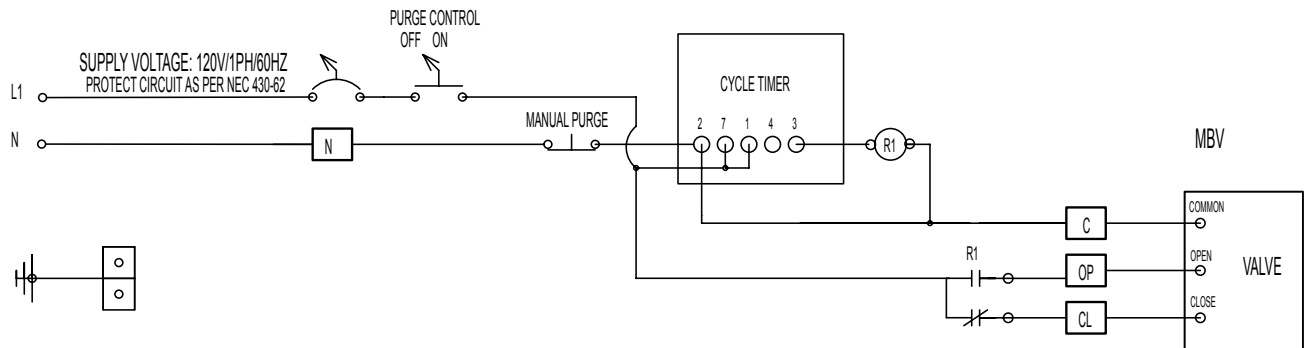 PURGE CONTROL
OFF ON
SUPPLY VOLTAGE: 120V/1PH/60HZ
PROTECT CIRCUIT AS PER NEC 430-62
L1
N
N
MANUAL PURGE
CYCLE TIMER
2 7 1 4 3
R1
MBV
COMMON
C
R1
OPEN
OP
VALVE
CLOSE
CL